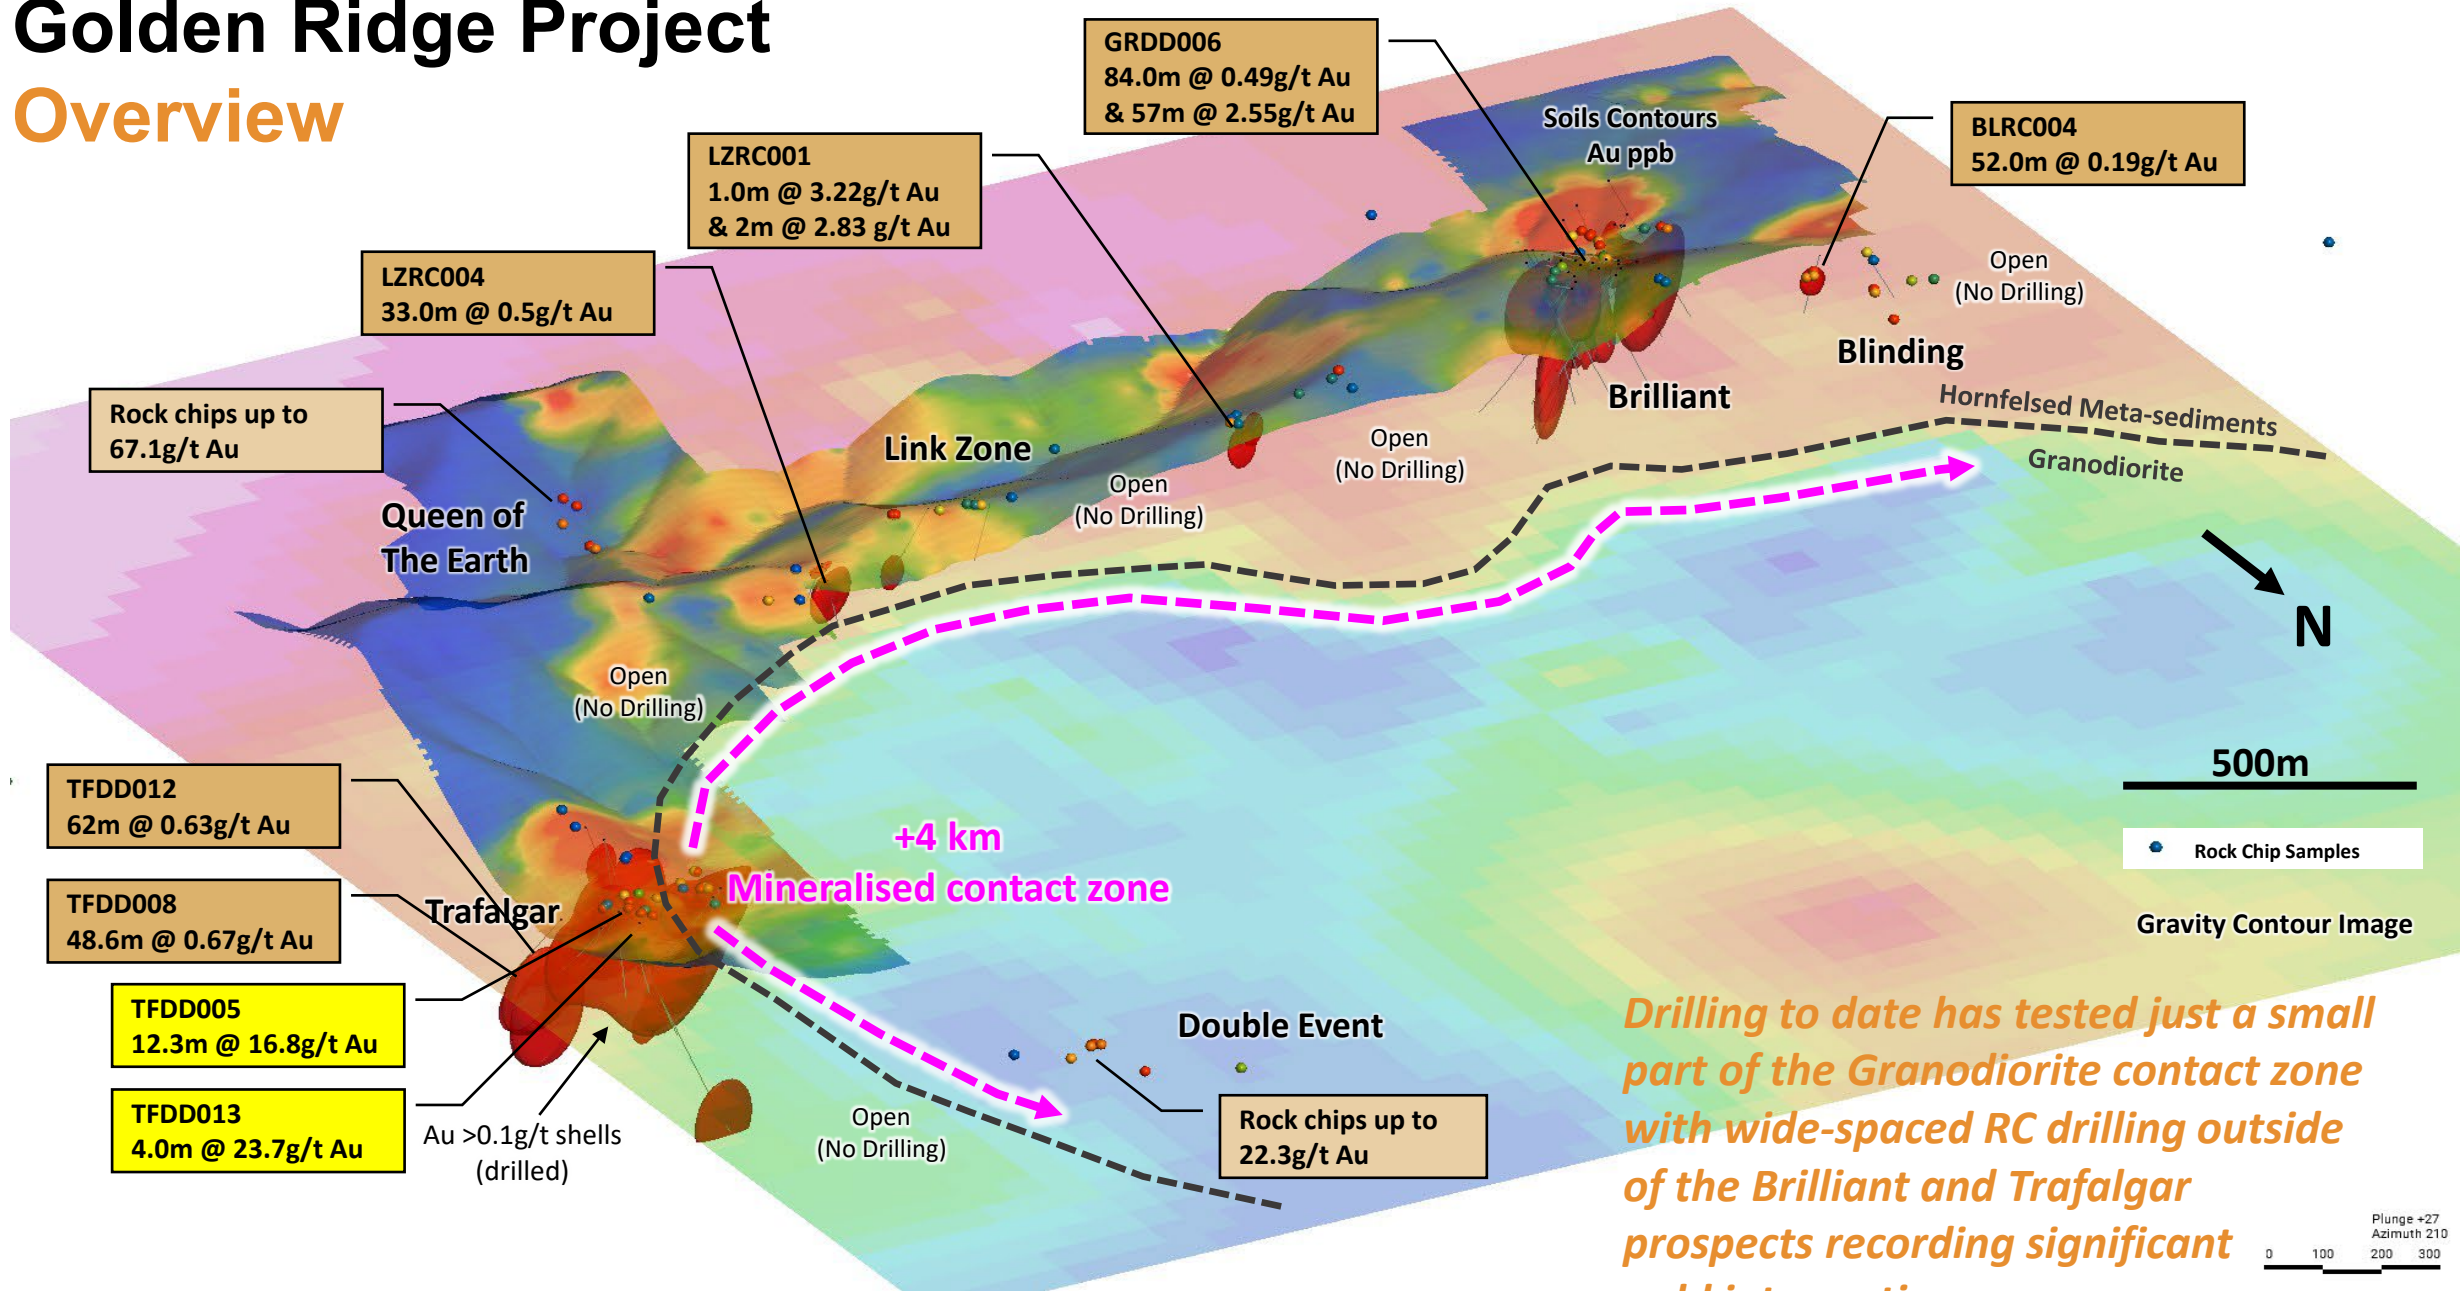 Golden Ridge Project
Overview
GRDD006
84.0m @ 0.49g/t Au
& 57m @ 2.55g/t Au
Soils Contours
Au ppb
BLRC004
52.0m @ 0.19g/t Au
LZRC001
1.0m @ 3.22g/t Au
& 2m @ 2.83 g/t Au
LZRC004
33.0m @ 0.5g/t Au
Open
(No Drilling)
Blinding
Brilliant
Hornfelsed Meta-sediments
Granodiorite
Rock chips up to
67.1g/t Au
Link Zone
Open
(No Drilling)
Open
(No Drilling)
Queen of
The Earth
N
Open
(No Drilling)
500m
TFDD012
62m @ 0.63g/t Au
+4 km
Mineralised contact zone
Rock Chip Samples
TFDD008
48.6m @ 0.67g/t Au
Trafalgar
Gravity Contour Image
TFDD005
12.3m @ 16.8g/t Au
Double Event
TFDD013
4.0m @ 23.7g/t Au
Au >0.1g/t shells
(drilled)
Open
(No Drilling)
Rock chips up to
22.3g/t Au
Drilling to date has tested just a small
part of the Granodiorite contact zone
with wide-spaced RC drilling outside
of the Brilliant and Trafalgar
prospects recording significant
Plunge +27
Azimuth 210
0 100 200 300